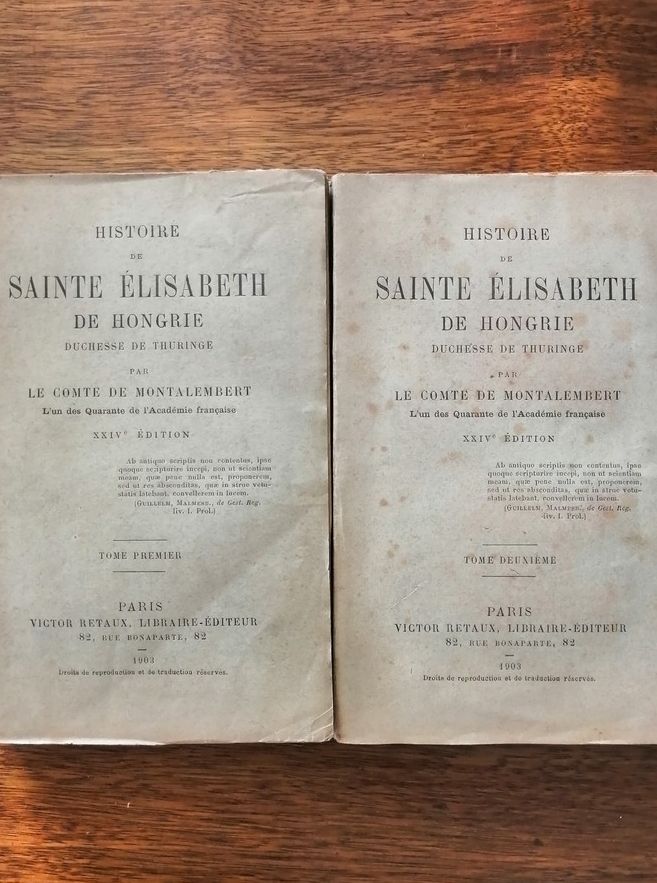 HISTOIRE
DE
SAINTE ÉLISABETH
DE HONGRIE
DUCHESSE DE THURINGE
PAR
LE COMTE DE MONTALEMBERT
L'un des Quarante de l'Académie française
XXIVe ÉDITION
Ab antiquo scriptis non contentus, ipse
quoque scripturire incepi, non ut scientiam
meam, quæ pene nulla est, proponerem,
sed ut res absconditas, quæ in strue vetu-
statis latebant, convellerem in lucem.
(GUILLELM, MALMESB., de Gest. Reg.
liv. I. Prol.)
TOME PREMIER
PARIS
VICTOR RETAUX, LIBRAIRE-ÉDITEUR
82, RUE BONAPARTE, 82
1903
Droits de reproduction et de traduction réservés.
HISTOIRE
DE
SAINTE ÉLISABETH
DE HONGRIE
DUCHESSE DE THURINGE
PAR
LE COMTE DE MONTALEMBERT
L'un des Quarante de l'Académie française
XXIVe ÉDITION
Ab antiquo scriptis non contentus, ipse
quoque scripturire incepi, non ut scientiam
meam, quæ pene nulla est, proponerem,
sed ut res absconditas, quæ in strue vetu-
statis latebant, convellerem in lucem.
(GUILLELM, MALMESB., de Gest. Reg.
liv. I. Prol.)
TOME DEUXIÈME
PARIS
VICTOR RETAUX, LIBRAIRE-ÉDITEUR
82, RUE BONAPARTE, 82
1903
Droits de reproduction et de traduction réservés.